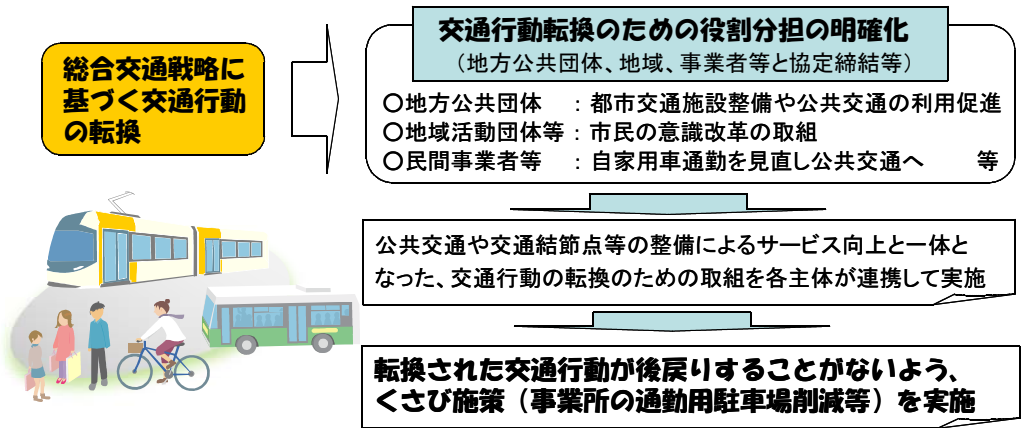 総合交通戦略に
基づく交通行動
の転換
交通行動転換のための役割分担の明確化
(地方公共団体、地域、事業者等と協定締結等)
〇地方公共団体 : 都市交通施設整備や公共交通の利用促進
〇地域活動団体等 : 市民の意識改革の取組
〇民間事業者等 : 自家用車通勤を見直し公共交通へ 等
公共交通や交通結節点等の整備によるサービス向上と一体と
なった、交通行動の転換のための取組を各主体が連携して実施
転換された交通行動が後戻りすることがないよう、
くさび施策(事業所の通勤用駐車場削減等)を実施